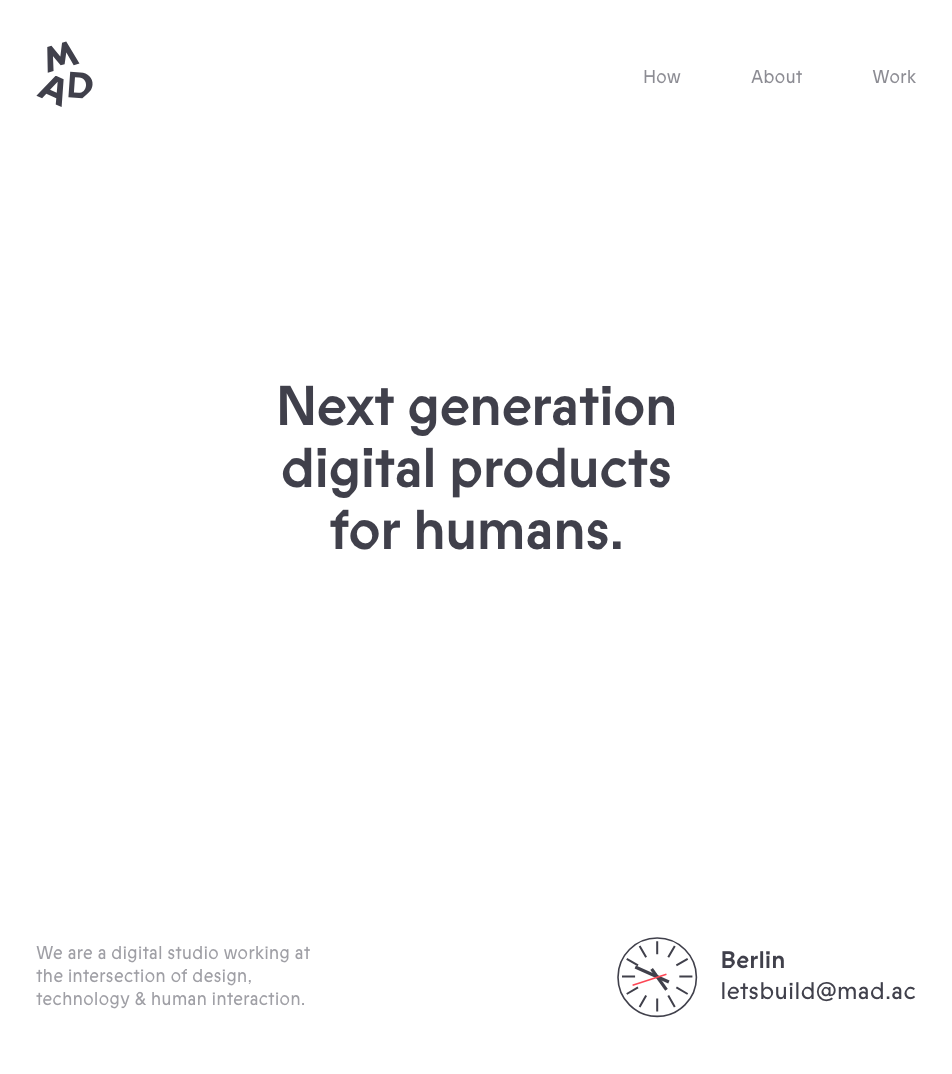 M
AD
How About Work
Next generation
digital products
for humans.
We are a digital studio working at
the intersection of design,
technology & human interaction.
Berlin
letsbuild@mad.ac